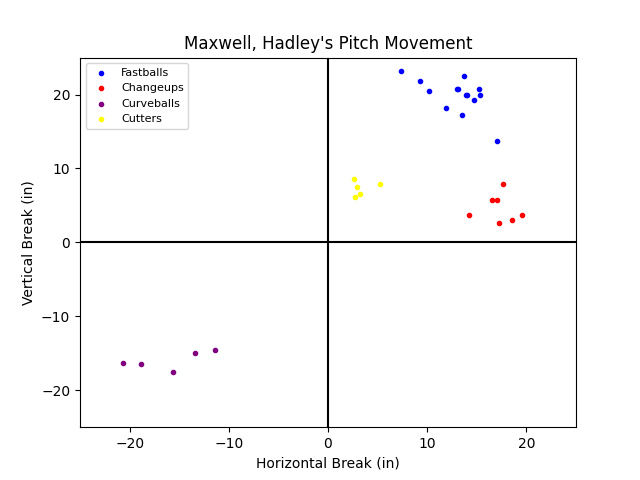 Maxwell, Hadley's Pitch Movement
Fastballs
Changeups
Curveballs
Cutters
Vertical Break (in)
20
10
0
−10
−20
−20
−10
0
10
20
Horizontal Break (in)